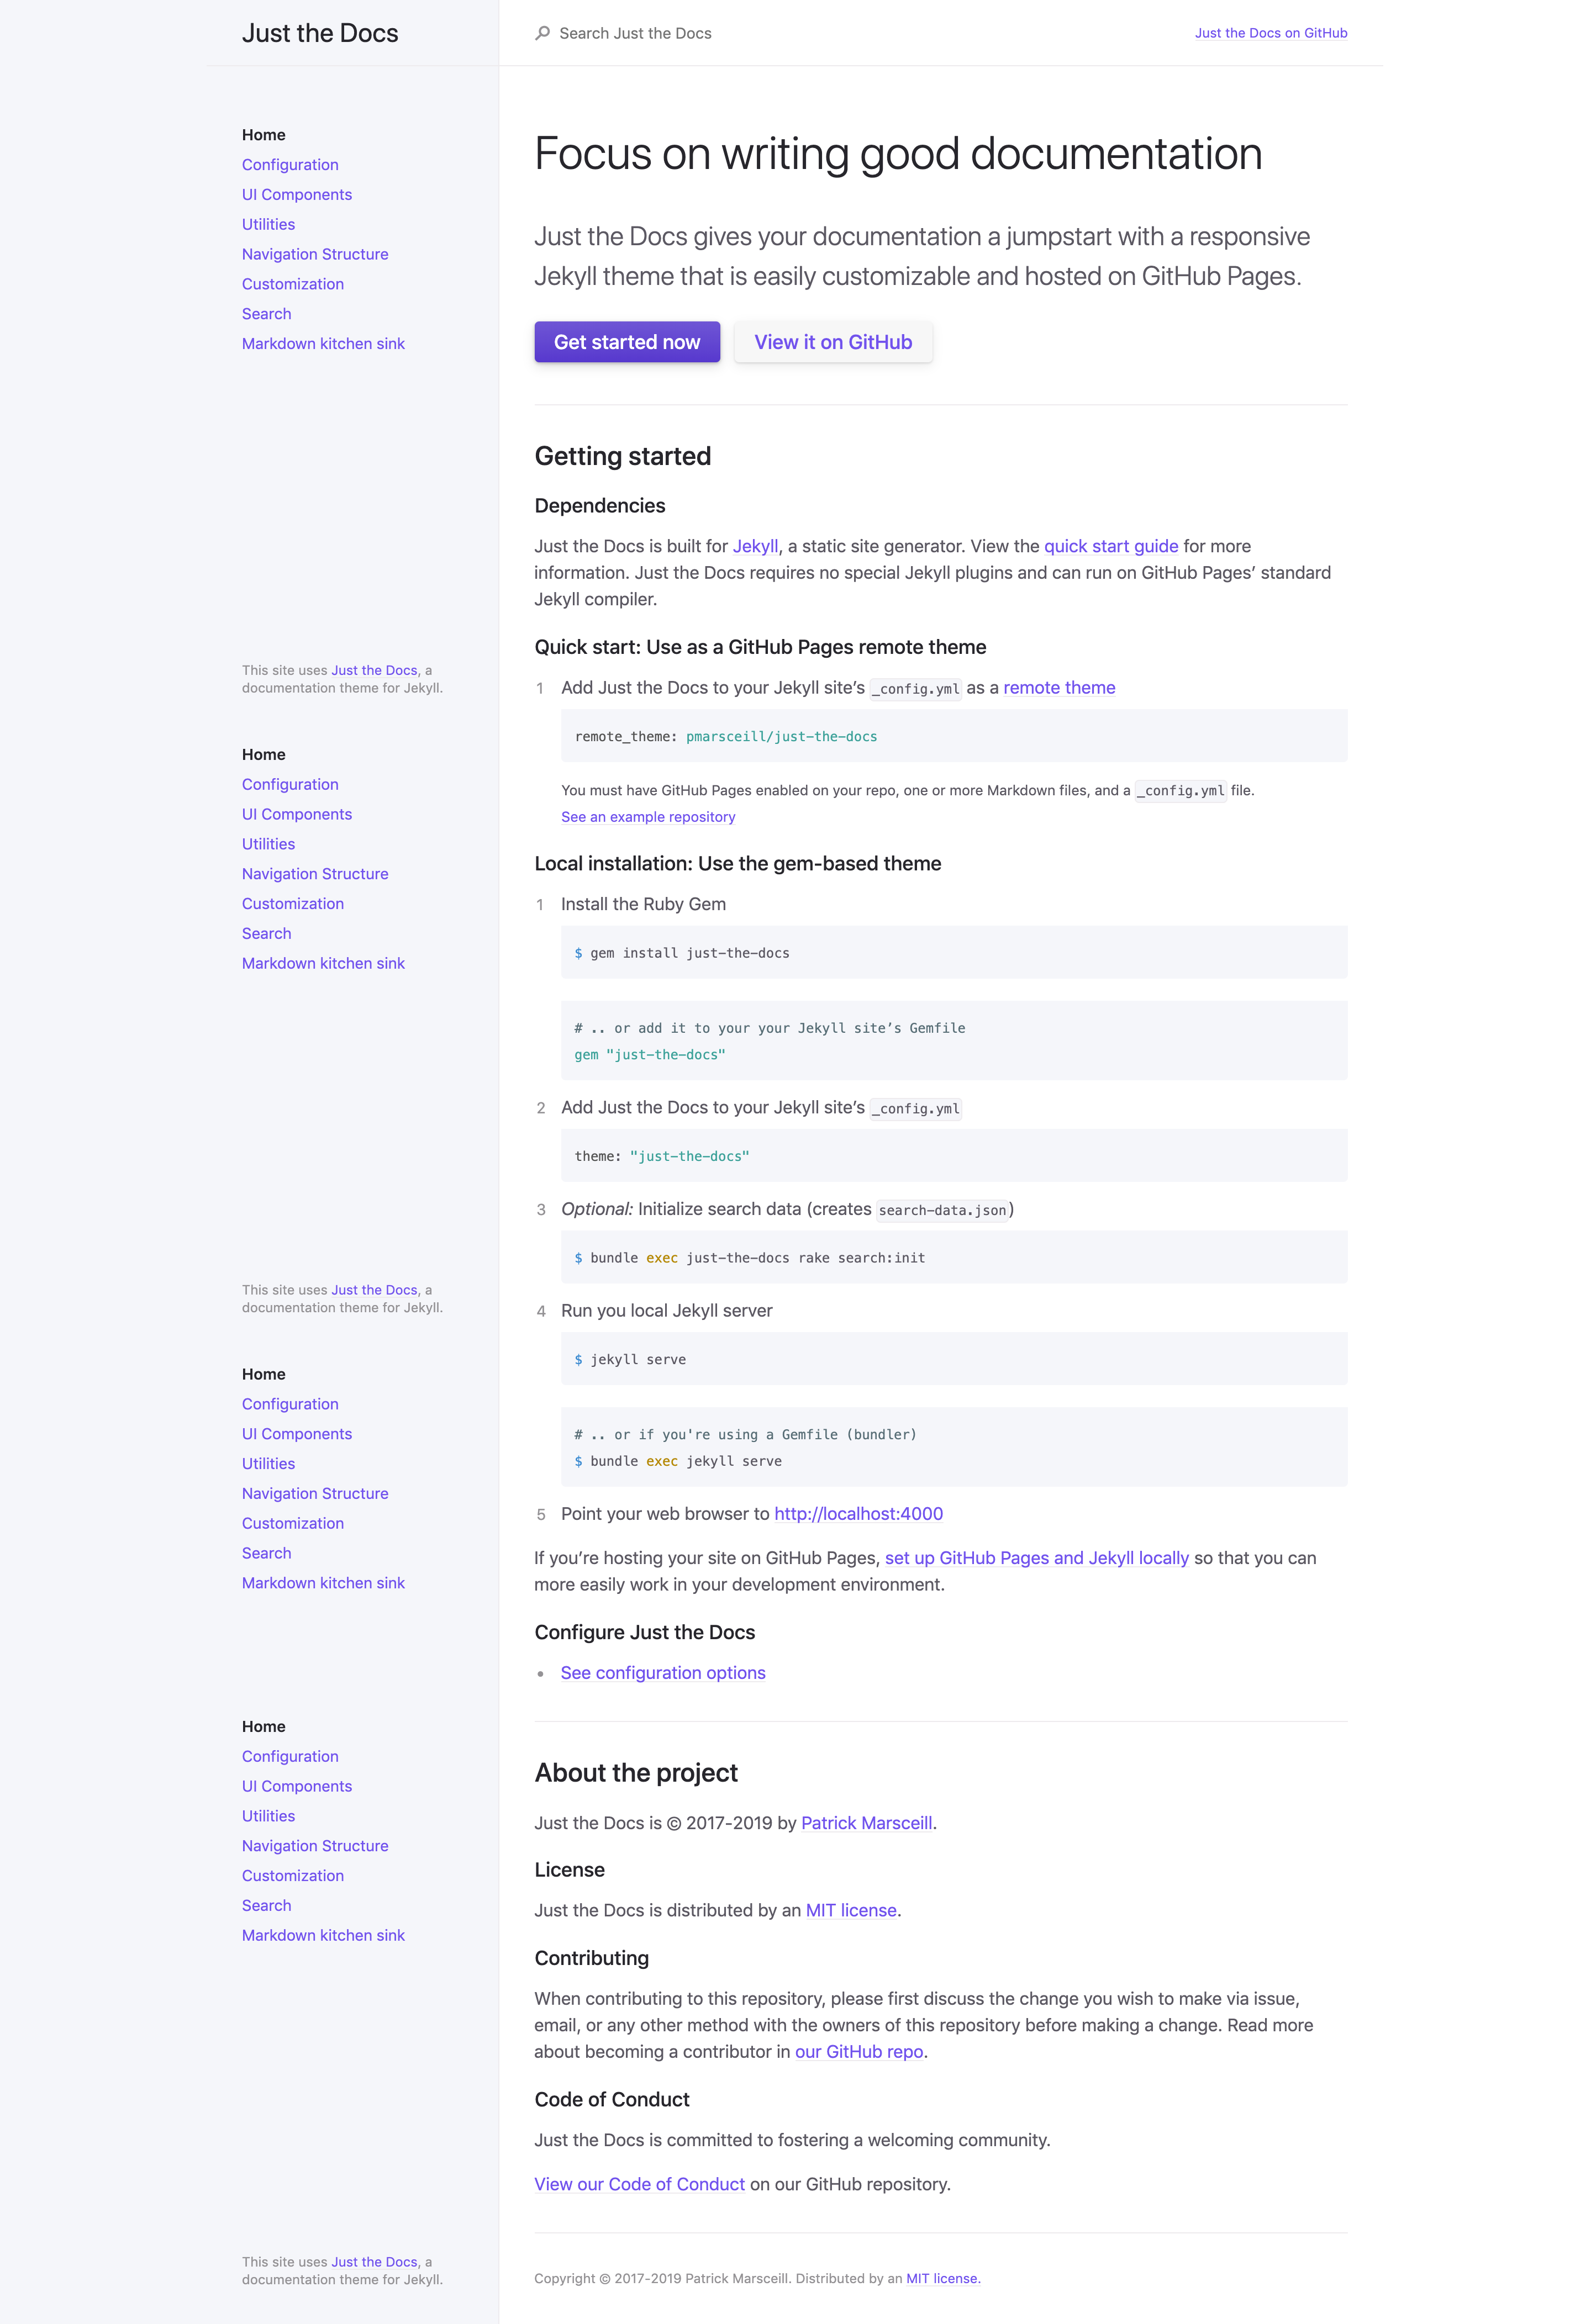 Just the Docs
Search Just the Docs
Just the Docs on GitHub
Home
Configuration
UI Components
Utilities
Navigation Structure
Customization
Search
Markdown kitchen sink
This site uses Just the Docs, a
documentation theme for Jekyll.
Home
Configuration
UI Components
Utilities
Navigation Structure
Customization
Search
Markdown kitchen sink
This site uses Just the Docs, a
documentation theme for Jekyll.
Home
Configuration
UI Components
Utilities
Navigation Structure
Customization
Search
Markdown kitchen sink
Home
Configuration
UI Components
Utilities
Navigation Structure
Customization
Search
Markdown kitchen sink
This site uses Just the Docs, a
documentation theme for Jekyll.
Focus on writing good documentation
Just the Docs gives your documentation a jumpstart with a responsive
Jekyll theme that is easily customizable and hosted on GitHub Pages.
Get started now
View it on GitHub
Getting started
Dependencies
Just the Docs is built for Jekyll, a static site generator. View the quick start guide for more
information. Just the Docs requires no special Jekyll plugins and can run on GitHub Pages’ standard
Jekyll compiler.
Quick start: Use as a GitHub Pages remote theme
1 Add Just the Docs to your Jekyll site’s _config.yml as a remote theme
remote_theme: pmarsceill/just-the-docs
You must have GitHub Pages enabled on your repo, one or more Markdown files, and a _config.yml file.
See an example repository
Local installation: Use the gem-based theme
1 Install the Ruby Gem
$ gem install just-the-docs
# .. or add it to your your Jekyll site’s Gemfile
gem "just-the-docs"
2 Add Just the Docs to your Jekyll site’s _config.yml
theme: "just-the-docs"
3 Optional: Initialize search data (creates search-data.json)
$ bundle exec just-the-docs rake search:init
4 Run you local Jekyll server
$ jekyll serve
# .. or if you're using a Gemfile (bundler)
$ bundle exec jekyll serve
5 Point your web browser to http://localhost:4000
If you’re hosting your site on GitHub Pages, set up GitHub Pages and Jekyll locally so that you can
more easily work in your development environment.
Configure Just the Docs
• See configuration options
About the project
Just the Docs is © 2017-2019 by Patrick Marsceill.
License
Just the Docs is distributed by an MIT license.
Contributing
When contributing to this repository, please first discuss the change you wish to make via issue,
email, or any other method with the owners of this repository before making a change. Read more
about becoming a contributor in our GitHub repo.
Code of Conduct
Just the Docs is committed to fostering a welcoming community.
View our Code of Conduct on our GitHub repository.
Copyright © 2017-2019 Patrick Marsceill. Distributed by an MIT license.